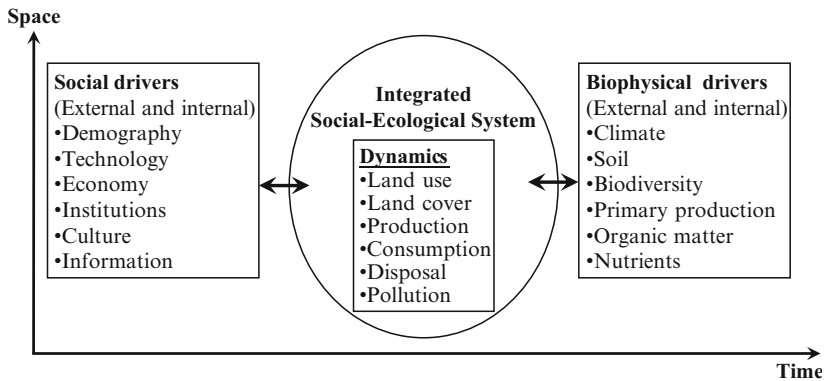 Space
Social drivers
(External and internal)
•Demography
•Technology
•Economy
•Institutions
•Culture
•Information
Integrated
Social-Ecological System
Dynamics
•Land use
•Land cover
•Production
•Consumption
•Disposal
•Pollution
Biophysical drivers
(External and internal)
•Climate
•Soil
•Biodiversity
•Primary production
•Organic matter
•Nutrients
Time